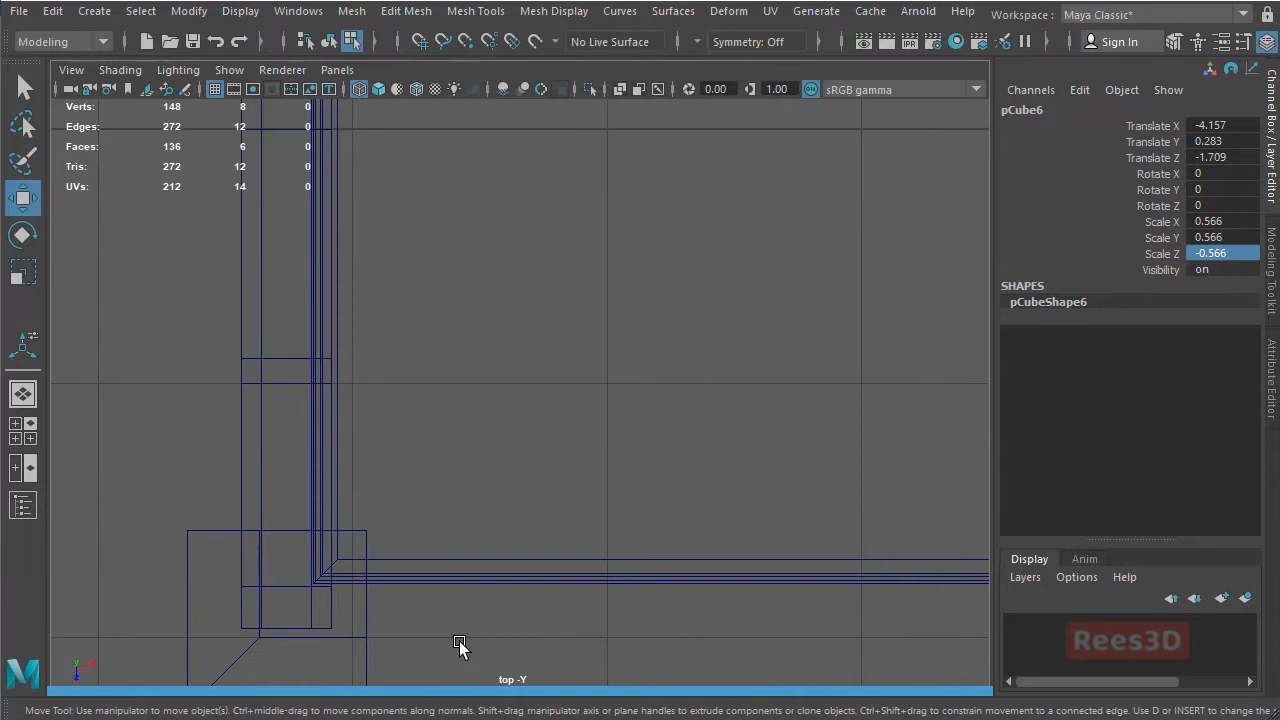 File Edit Create Select Modify Display Windows Mesh Edit Mesh Mesh Tools Mesh Display Curves Surfaces Deform UV Generate Cache Arnold Help Workspace: Maya Classic*
Modeling No Live Surface Symmetry: Off IPR Sign In
View Shading Lighting Show Renderer Panels
0.00 1.00 ON sRGB gamma
Verts: 148 8 0
Edges: 272 12 0
Faces: 136 6 0
Tris: 272 12 0
UVs: 212 14 0
top -Y
Channels Edit Object Show
pCube6
Translate X -4.157
Translate Y 0.283
Translate Z -1.709
Rotate X 0
Rotate Y 0
Rotate Z 0
Scale X 0.566
Scale Y 0.566
Scale Z -0.566
Visibility on
SHAPES
pCubeShape6
Display Anim
Layers Options Help
Rees3D
Channel Box / Layer Editor
Modeling Toolkit
Attribute Editor
Move Tool: Use manipulator to move object(s). Ctrl+middle-drag to move components along normals. Shift+drag manipulator axis or plane handles to extrude components or clone objects. Ctrl+Shift+drag to constrain movement to a connected edge. Use D or INSERT to change the